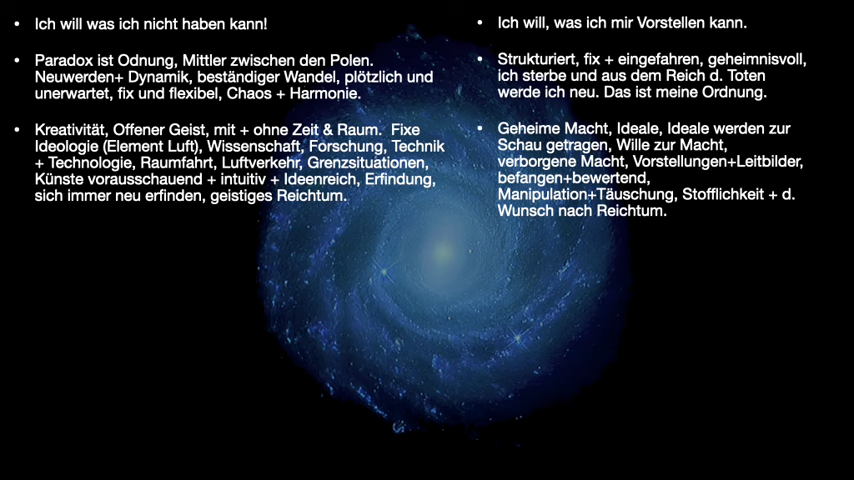 • Ich will was ich nicht haben kann!
• Paradox ist Odnung, Mittler zwischen den Polen.
Neuwerden+ Dynamik, beständiger Wandel, plötzlich und
unerwartet, fix und flexibel, Chaos + Harmonie.
• Kreativität, Offener Geist, mit + ohne Zeit & Raum.  Fixe
Ideologie (Element Luft), Wissenschaft, Forschung, Technik
+ Technologie, Raumfahrt, Luftverkehr, Grenzsituationen,
Künste vorausschauend + intuitiv + Ideenreich, Erfindung,
sich immer neu erfinden, geistiges Reichtum.
• Ich will, was ich mir Vorstellen kann.
• Strukturiert, fix + eingefahren, geheimnisvoll,
ich sterbe und aus dem Reich d. Toten
werde ich neu. Das ist meine Ordnung.
• Geheime Macht, Ideale, Ideale werden zur
Schau getragen, Wille zur Macht,
verborgene Macht, Vorstellungen+Leitbilder,
befangen+bewertend,
Manipulation+Täuschung, Stofflichkeit + d.
Wunsch nach Reichtum.